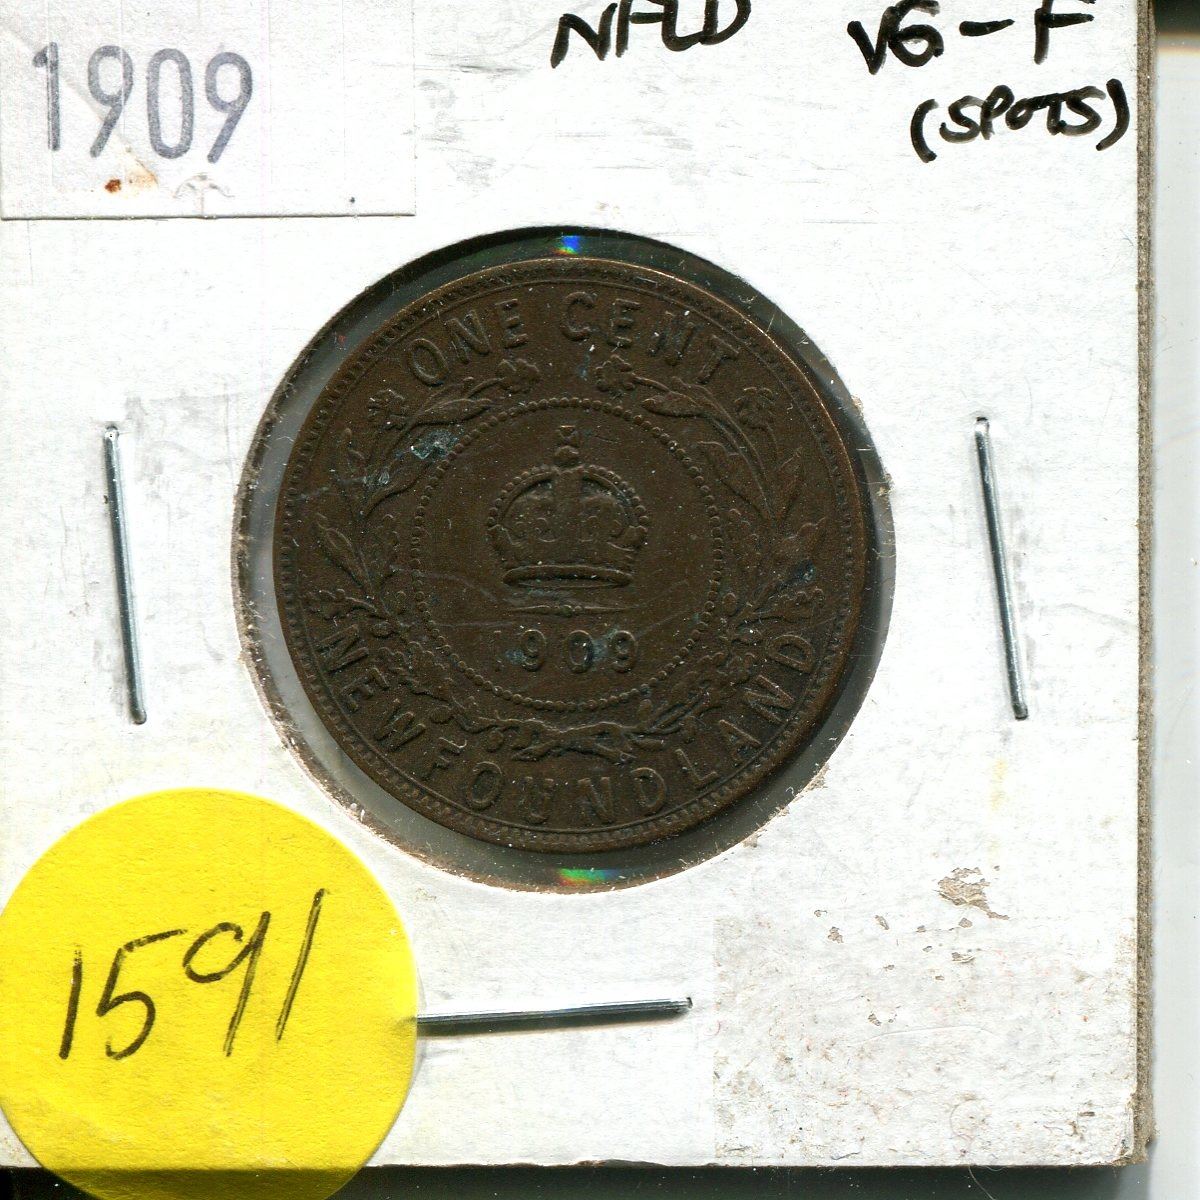 NFLD VG-F
1909
(SPOTS)
ONE CENT
1909
NEWFOUNDLAND
1591